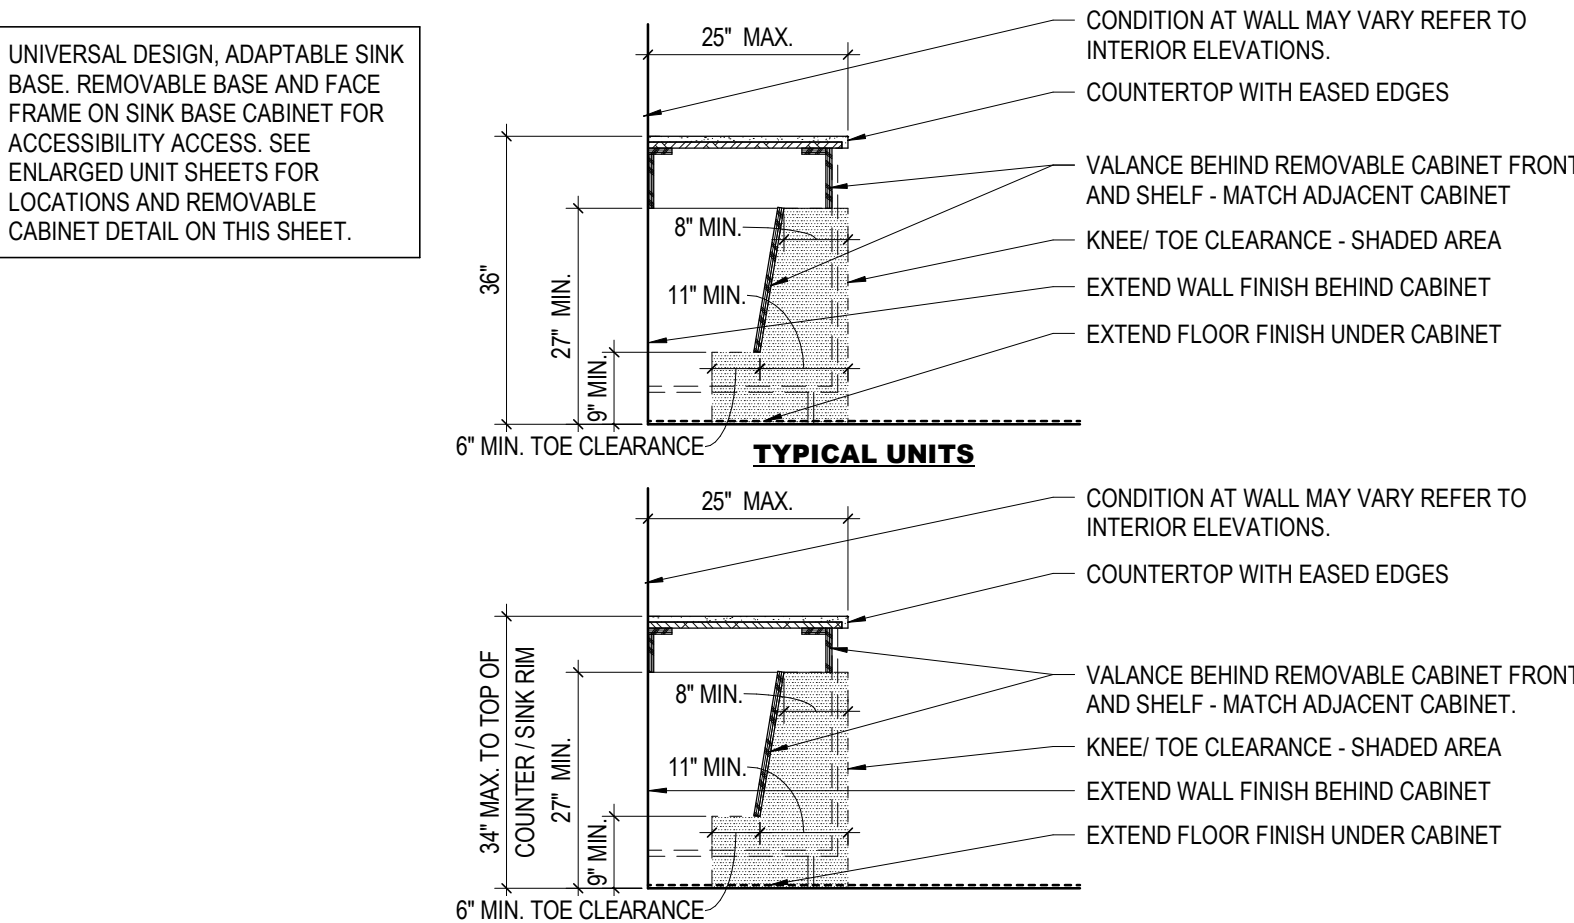 UNIVERSAL DESIGN, ADAPTABLE SINK
BASE. REMOVABLE BASE AND FACE
FRAME ON SINK BASE CABINET FOR
ACCESSIBILITY ACCESS. SEE
ENLARGED UNIT SHEETS FOR
LOCATIONS AND REMOVABLE
CABINET DETAIL ON THIS SHEET.
25" MAX.
36"
27" MIN.
9" MIN.
8" MIN.
11" MIN.
6" MIN. TOE CLEARANCE
CONDITION AT WALL MAY VARY REFER TO
INTERIOR ELEVATIONS.
COUNTERTOP WITH EASED EDGES
VALANCE BEHIND REMOVABLE CABINET FRONT
AND SHELF - MATCH ADJACENT CABINET
KNEE/ TOE CLEARANCE - SHADED AREA
EXTEND WALL FINISH BEHIND CABINET
EXTEND FLOOR FINISH UNDER CABINET
TYPICAL UNITS
25" MAX.
34" MAX. TO TOP OF
COUNTER / SINK RIM
27" MIN.
9" MIN.
8" MIN.
11" MIN.
6" MIN. TOE CLEARANCE
CONDITION AT WALL MAY VARY REFER TO
INTERIOR ELEVATIONS.
COUNTERTOP WITH EASED EDGES
VALANCE BEHIND REMOVABLE CABINET FRONT
AND SHELF - MATCH ADJACENT CABINET.
KNEE/ TOE CLEARANCE - SHADED AREA
EXTEND WALL FINISH BEHIND CABINET
EXTEND FLOOR FINISH UNDER CABINET